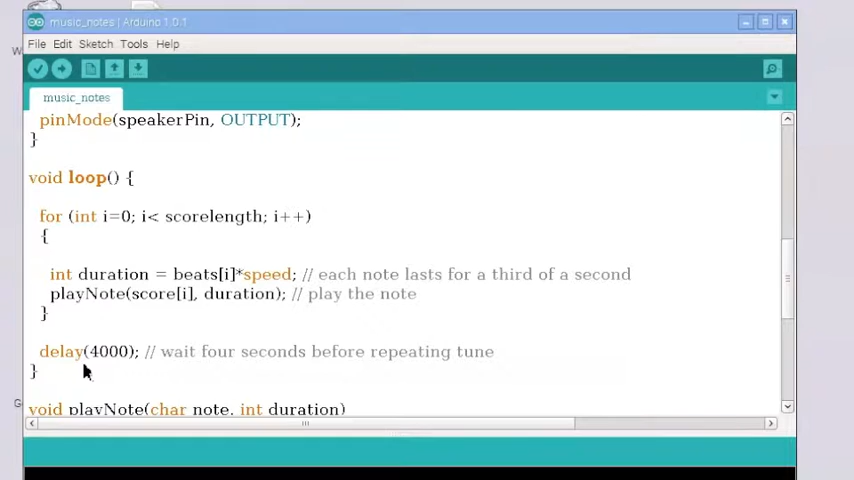 music_notes | Arduino 1.0.1
File Edit Sketch Tools Help
music_notes
pinMode(speakerPin, OUTPUT);
}
void loop() {
for (int i=0; i< scorelength; i++)
{
int duration = beats[i]*speed; // each note lasts for a third of a second
playNote(score[i], duration); // play the note
}
delay(4000); // wait four seconds before repeating tune
}
void playNote(char note, int duration)